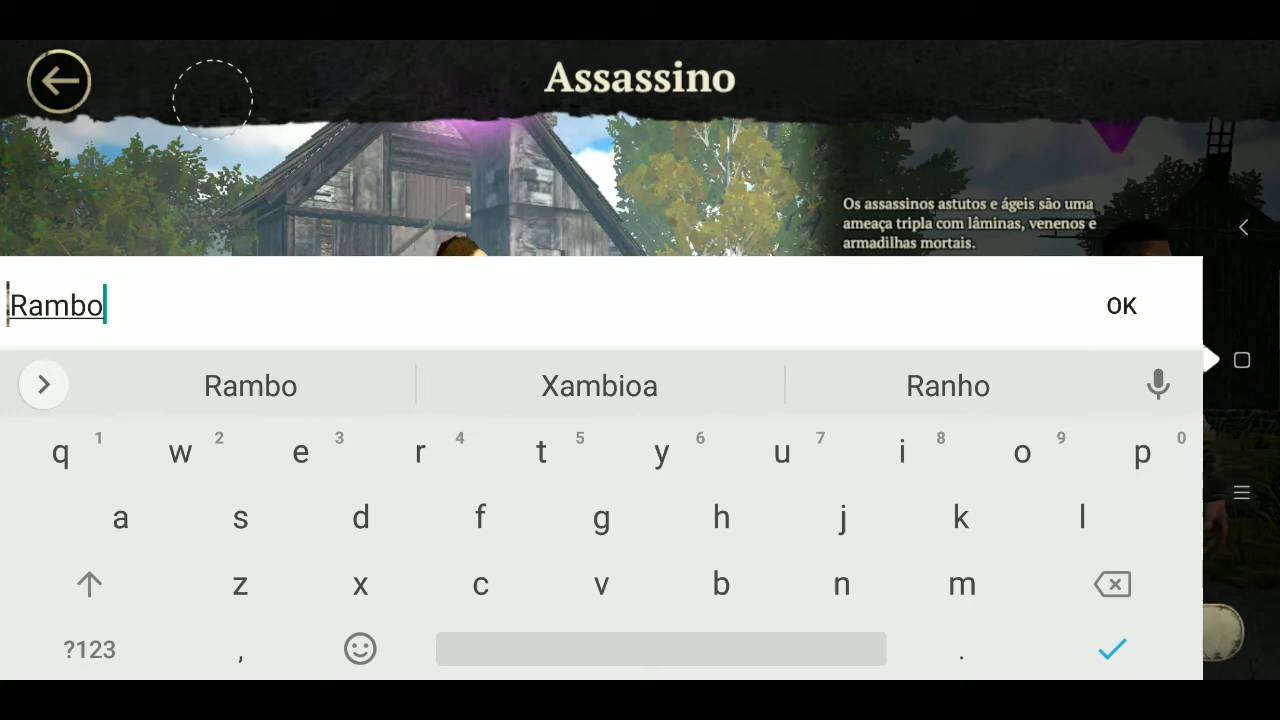 Assassino
Os assassinos astutos e ágeis são uma
ameaça tripla com lâminas, venenos e
armadilhas mortais.
Rambo
OK
Rambo Xambioa Ranho
q 1 w 2 e 3 r 4 t 5 y 6 u 7 i 8 o 9 p 0
a s d f g h j k l
z x c v b n m
?123 , .